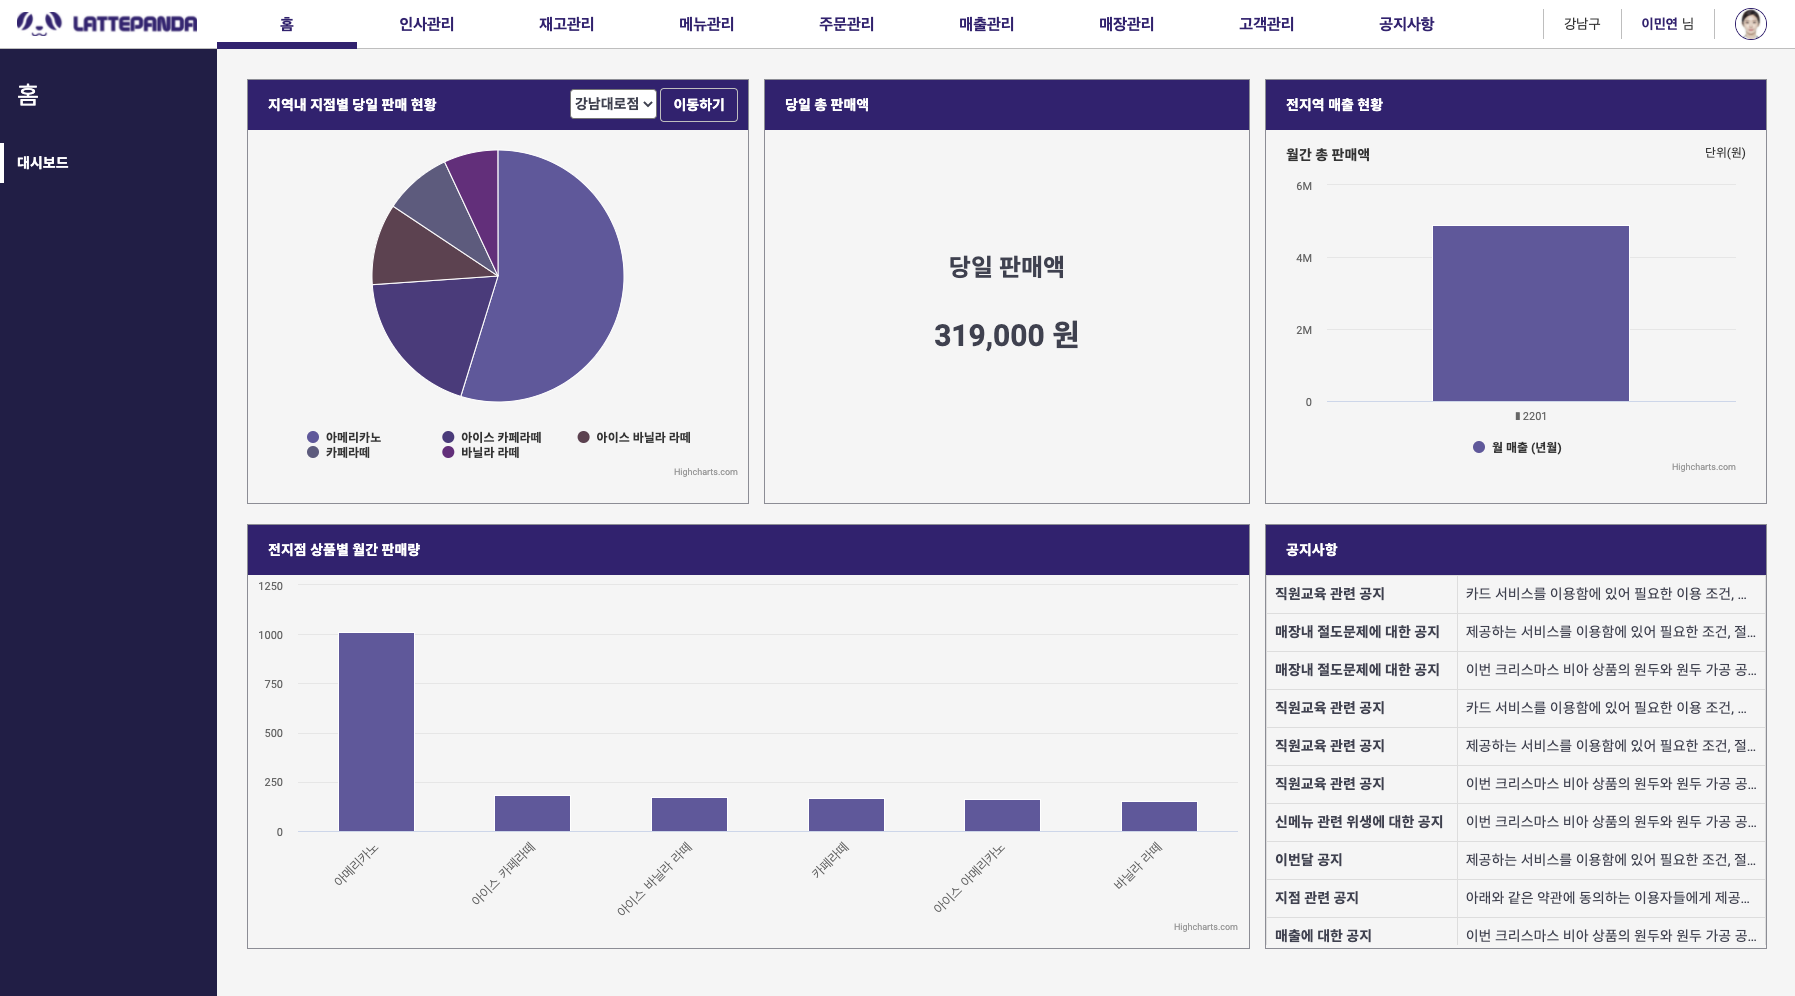 LATTEPANDA
홈
인사관리
재고관리
메뉴관리
주문관리
매출관리
매장관리
고객관리
공지사항
강남구
이민연 님
홈
대시보드
지역내 지점별 당일 판매 현황
강남대로점
이동하기
아메리카노
아이스 카페라떼
아이스 바닐라 라떼
카페라떼
바닐라 라떼
Highcharts.com
당일 총 판매액
당일 판매액
319,000 원
전지역 매출 현황
월간 총 판매액
단위(원)
6M
4M
2M
0
2201
월 매출 (년월)
Highcharts.com
전지점 상품별 월간 판매량
1250
1000
750
500
250
0
아메리카노
아이스 카페라떼
아이스 바닐라 라떼
카페라떼
아이스 아메리카노
바닐라 라떼
Highcharts.com
공지사항
직원교육 관련 공지 카드 서비스를 이용함에 있어 필요한 이용 조건, ...
매장내 절도문제에 대한 공지 제공하는 서비스를 이용함에 있어 필요한 조건, 절...
매장내 절도문제에 대한 공지 이번 크리스마스 비아 상품의 원두와 원두 가공 공...
직원교육 관련 공지 카드 서비스를 이용함에 있어 필요한 이용 조건, ...
직원교육 관련 공지 제공하는 서비스를 이용함에 있어 필요한 조건, 절...
직원교육 관련 공지 이번 크리스마스 비아 상품의 원두와 원두 가공 공...
신메뉴 관련 위생에 대한 공지 이번 크리스마스 비아 상품의 원두와 원두 가공 공...
이번달 공지 제공하는 서비스를 이용함에 있어 필요한 조건, 절...
지점 관련 공지 아래와 같은 약관에 동의하는 이용자들에게 제공...
매출에 대한 공지 이번 크리스마스 비아 상품의 원두와 원두 가공 공...